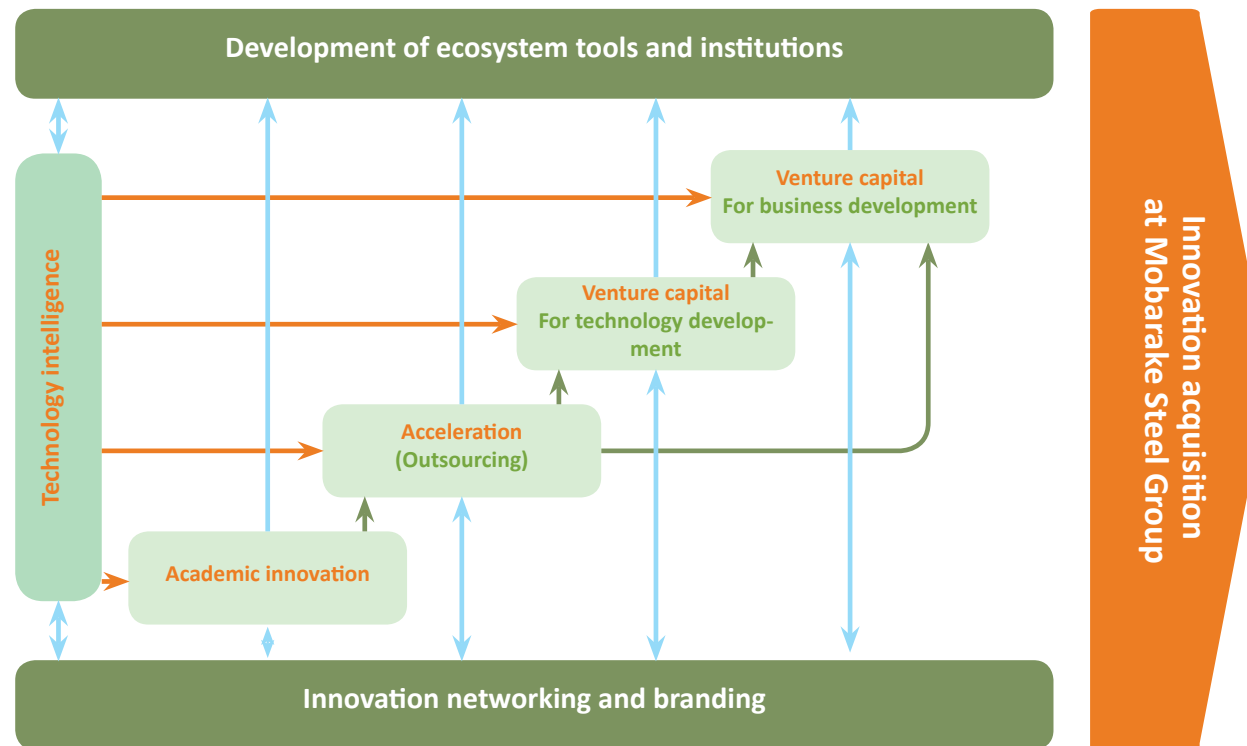 Development of ecosystem tools and institutions
Venture capital
For business development
Venture capital
For technology develop-
ment
Acceleration
(Outsourcing)
Academic innovation
Technology intelligence
Innovation networking and branding
Innovation acquisition
at Mobarake Steel Group